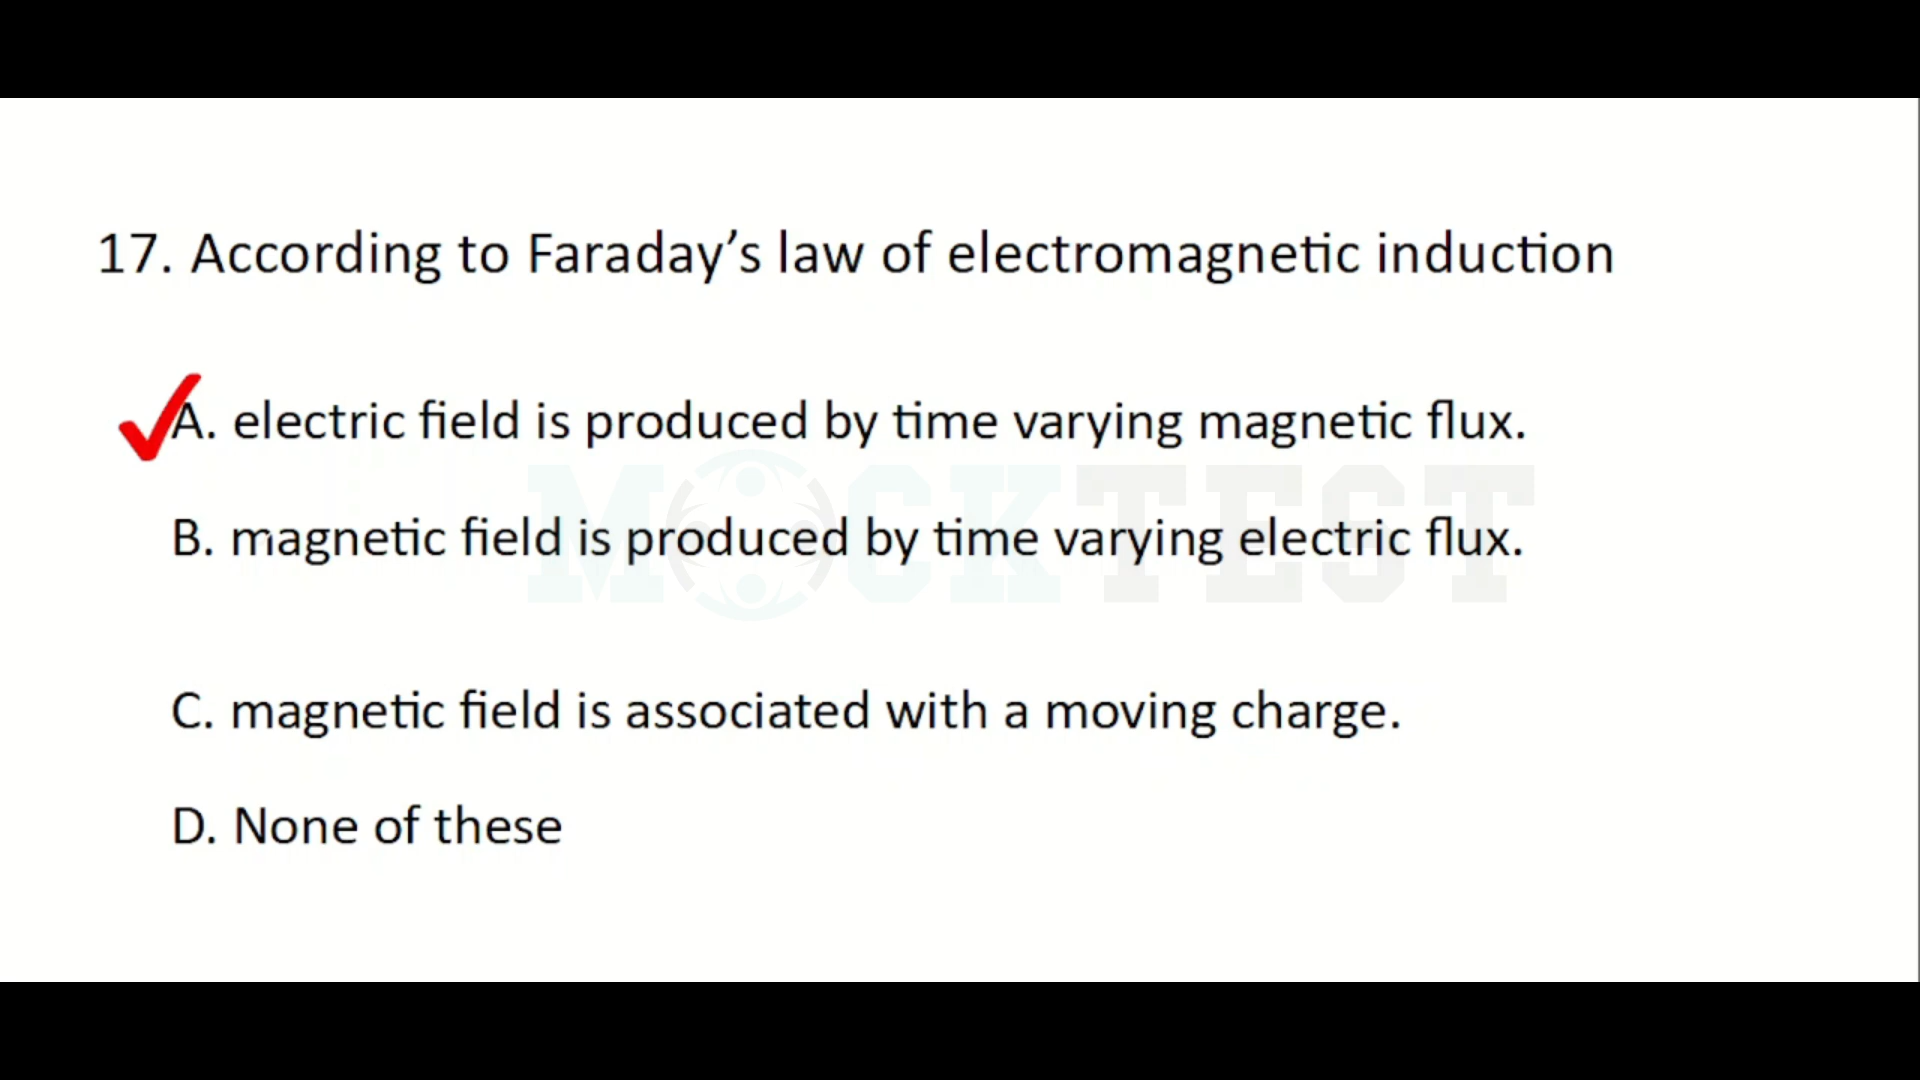 17. According to Faraday’s law of electromagnetic induction
A. electric field is produced by time varying magnetic flux.
MOCKTEST
B. magnetic field is produced by time varying electric flux.
C. magnetic field is associated with a moving charge.
D. None of these